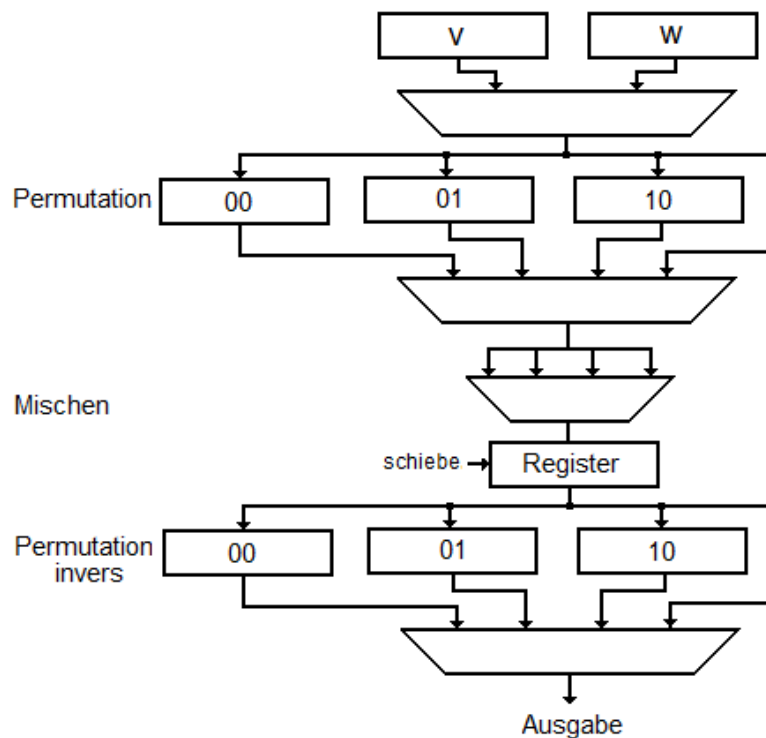 V
W
Permutation
00
01
10
Mischen
schiebe
Register
Permutation
invers
00
01
10
Ausgabe